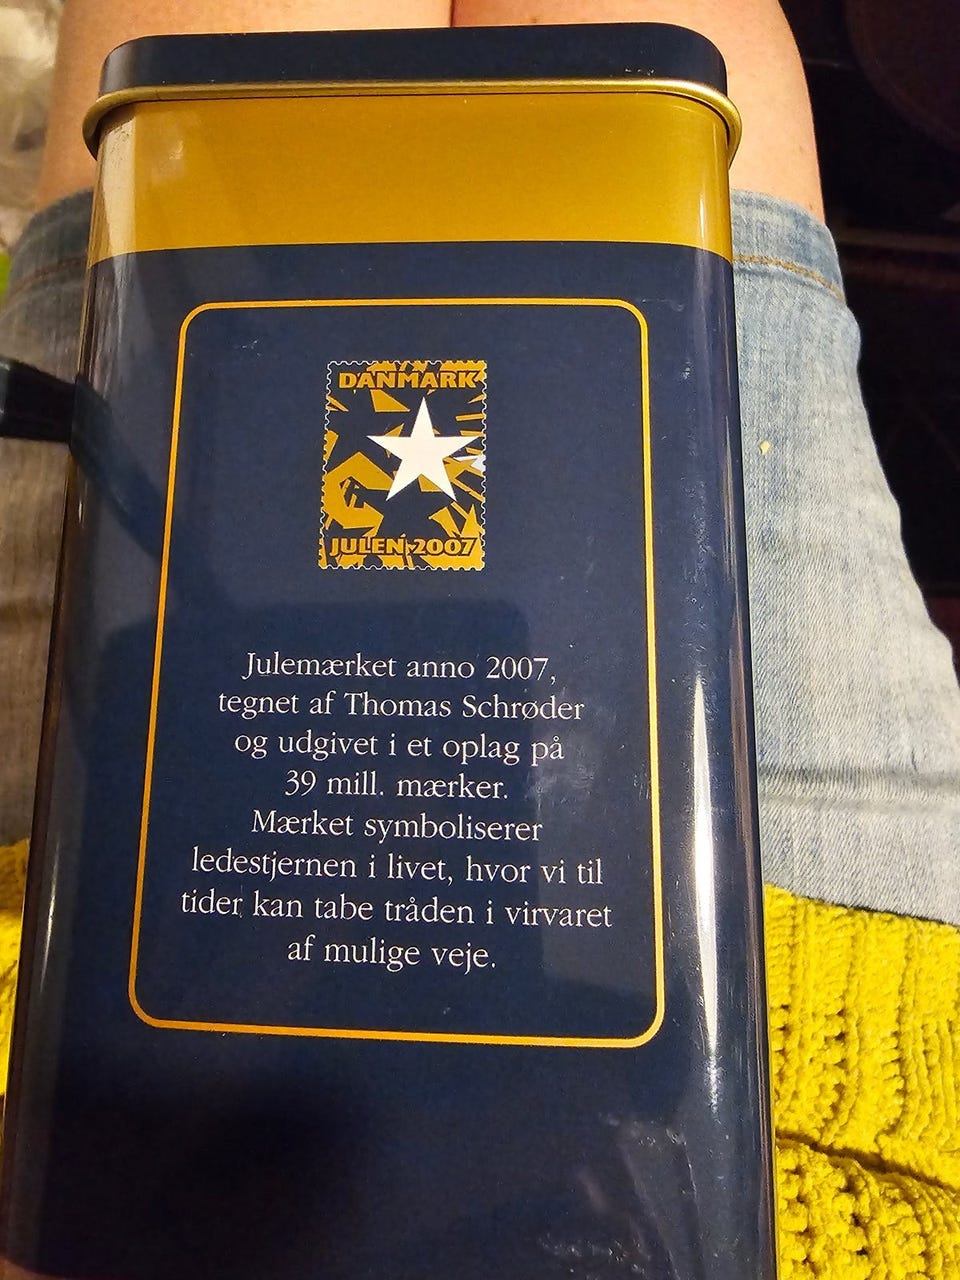 DANMARK
JULEN 2007
Julemærket anno 2007,
tegnet af Thomas Schrøder
og udgivet i et oplag på
39 mill. mærker.
Mærket symboliserer
ledestjernen i livet, hvor vi til
tider kan tabe tråden i virvaret
af mulige veje.